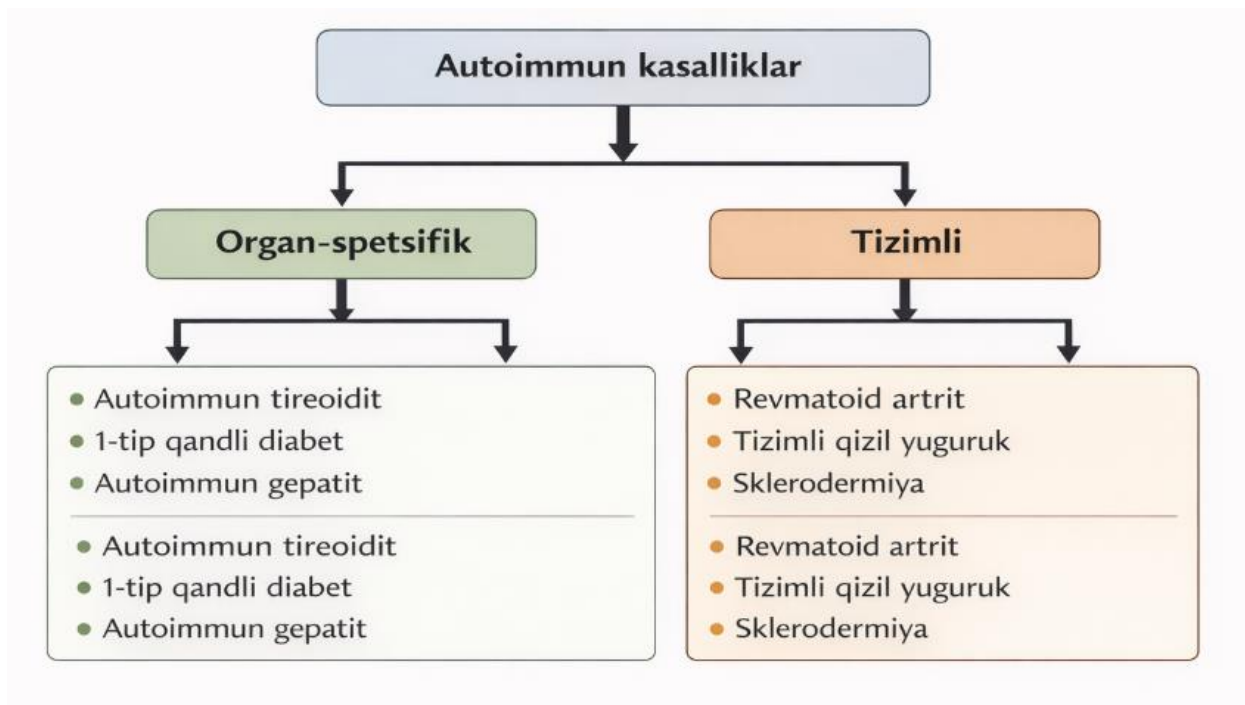 Autoimmun kasalliklar
Organ-spetsifik
Tizimli
• Autoimmun tireoidit
• 1-tip qandli diabet
• Autoimmun gepatit
• Autoimmun tireoidit
• 1-tip qandli diabet
• Autoimmun gepatit
• Revmatoid artrit
• Tizimli qizil yuguruk
• Sklerodermiya
• Revmatoid artrit
• Tizimli qizil yuguruk
• Sklerodermiya